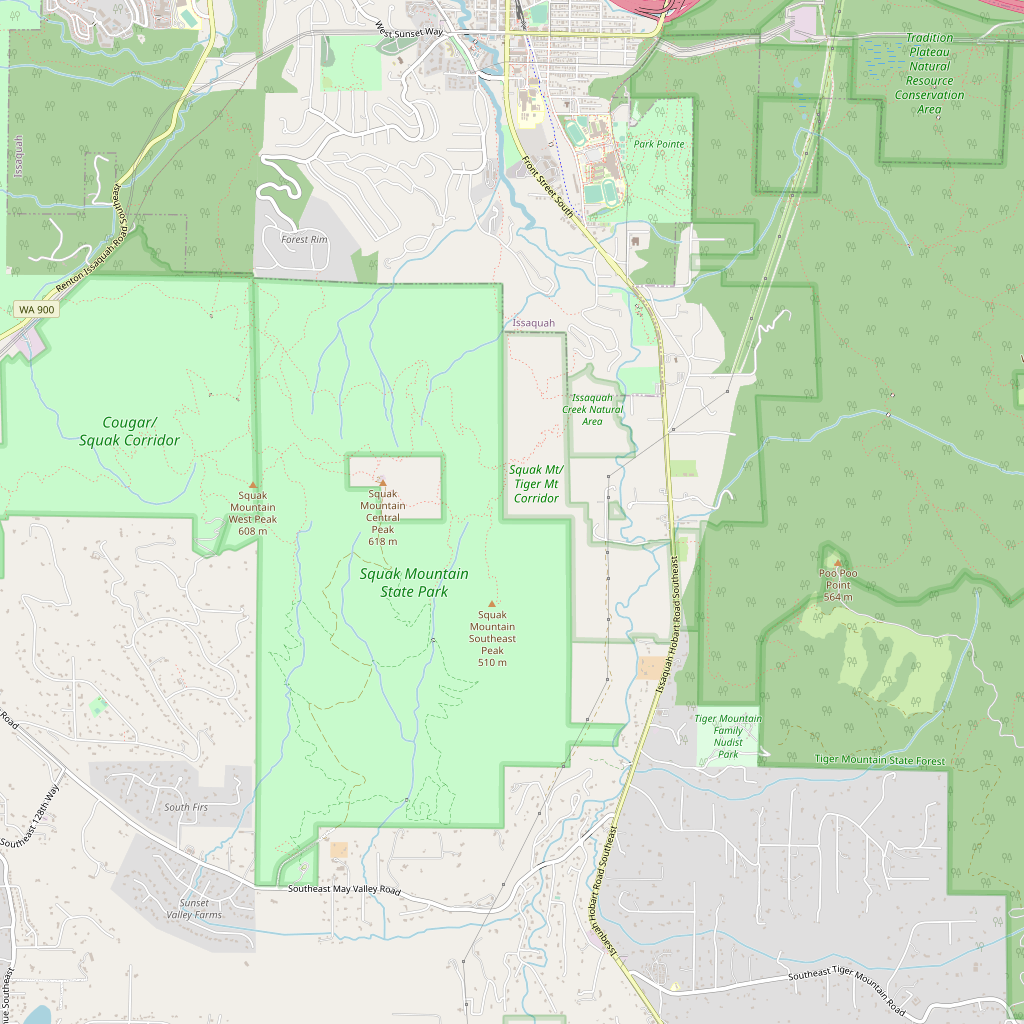 West Sunset Way
Tradition
Plateau
Natural
Resource
Conservation
Area
Issaquah
Park Pointe
Front Street South
Renton Issaquah Road Southeast
Forest Rim
WA 900
Issaquah
Cougar/
Squak Corridor
Issaquah
Creek Natural
Area
Squak Mt/
Tiger Mt
Corridor
Squak
Mountain
West Peak
608 m
Squak
Mountain
Central
Peak
618 m
Squak Mountain
State Park
Poo Poo
Point
564 m
Squak
Mountain
Southeast
Peak
510 m
Issaquah Hobart Road Southeast
Tiger Mountain
Family
Nudist
Park
Tiger Mountain State Forest
Road
South Firs
Southeast 128th Way
Southeast May Valley Road
Sunset
Valley Farms
Issaquah Hobart Road Southeast
Southeast Tiger Mountain Road
ue Southeast